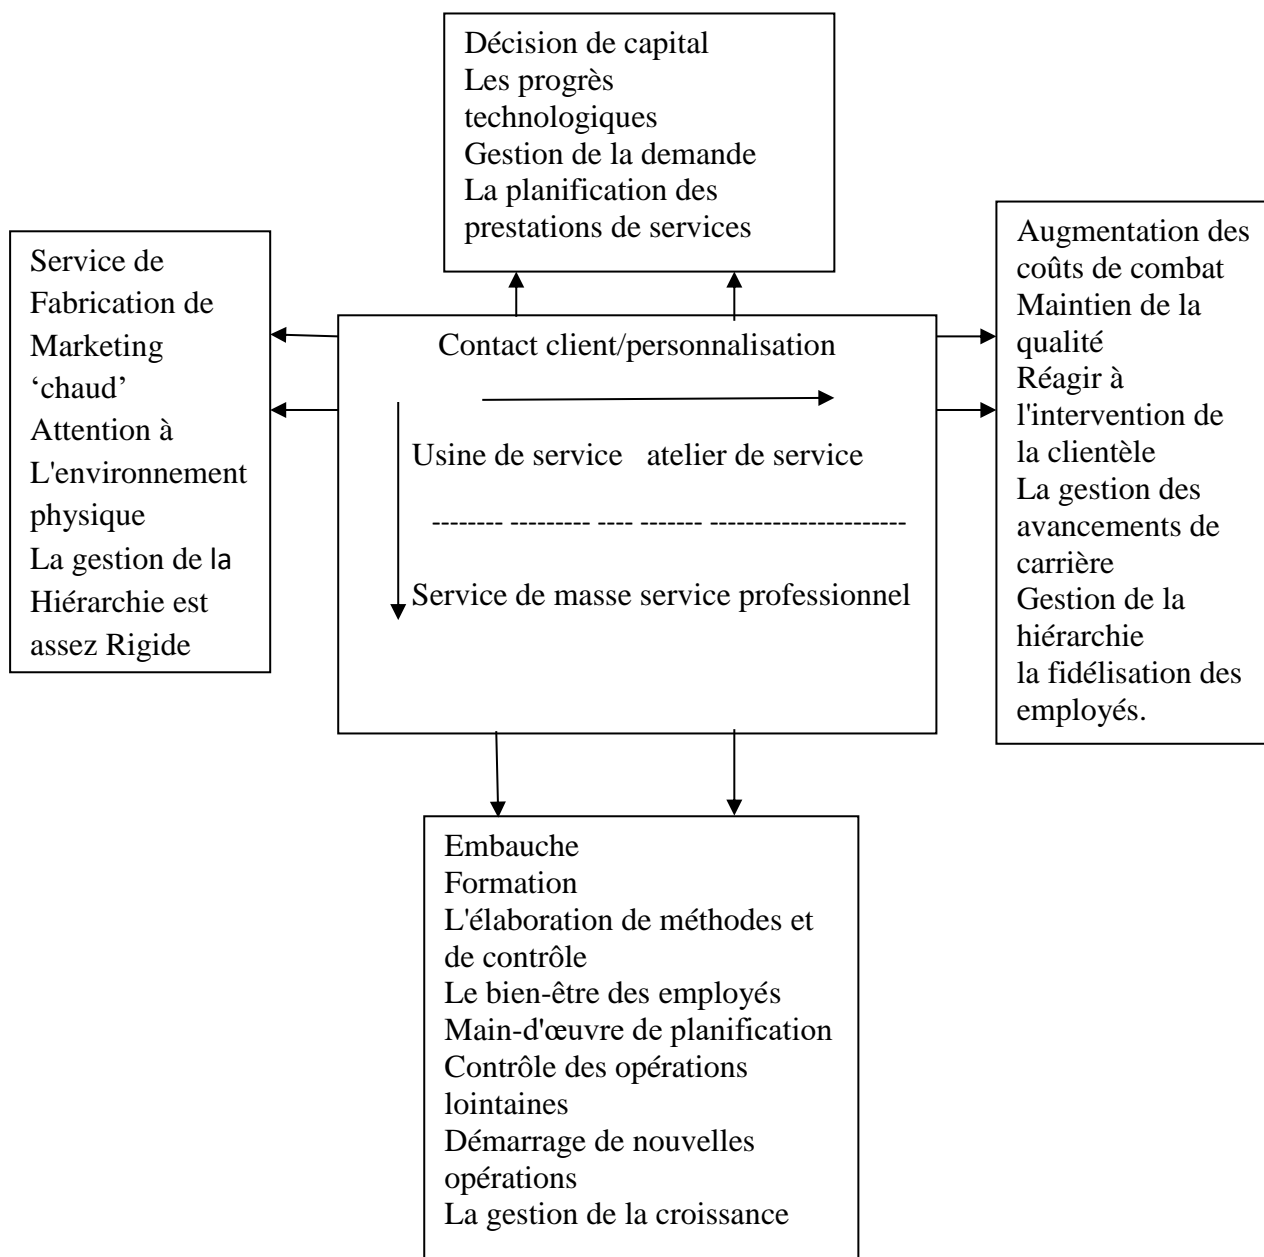 Décision de capital
Les progrès
technologiques
Gestion de la demande
La planification des
prestations de services
Service de
Fabrication de
Marketing
‘chaud’
Attention à
L'environnement
physique
La gestion de la
Hiérarchie est
assez Rigide
Contact client/personnalisation
Usine de service atelier de service
-------- --------- ---- ------- ----------------------
Service de masse service professionnel
Augmentation des
coûts de combat
Maintien de la
qualité
Réagir à
l'intervention de
la clientèle
La gestion des
avancements de
carrière
Gestion de la
hiérarchie
la fidélisation des
employés.
Embauche
Formation
L'élaboration de méthodes et
de contrôle
Le bien-être des employés
Main-d'œuvre de planification
Contrôle des opérations
lointaines
Démarrage de nouvelles
opérations
La gestion de la croissance